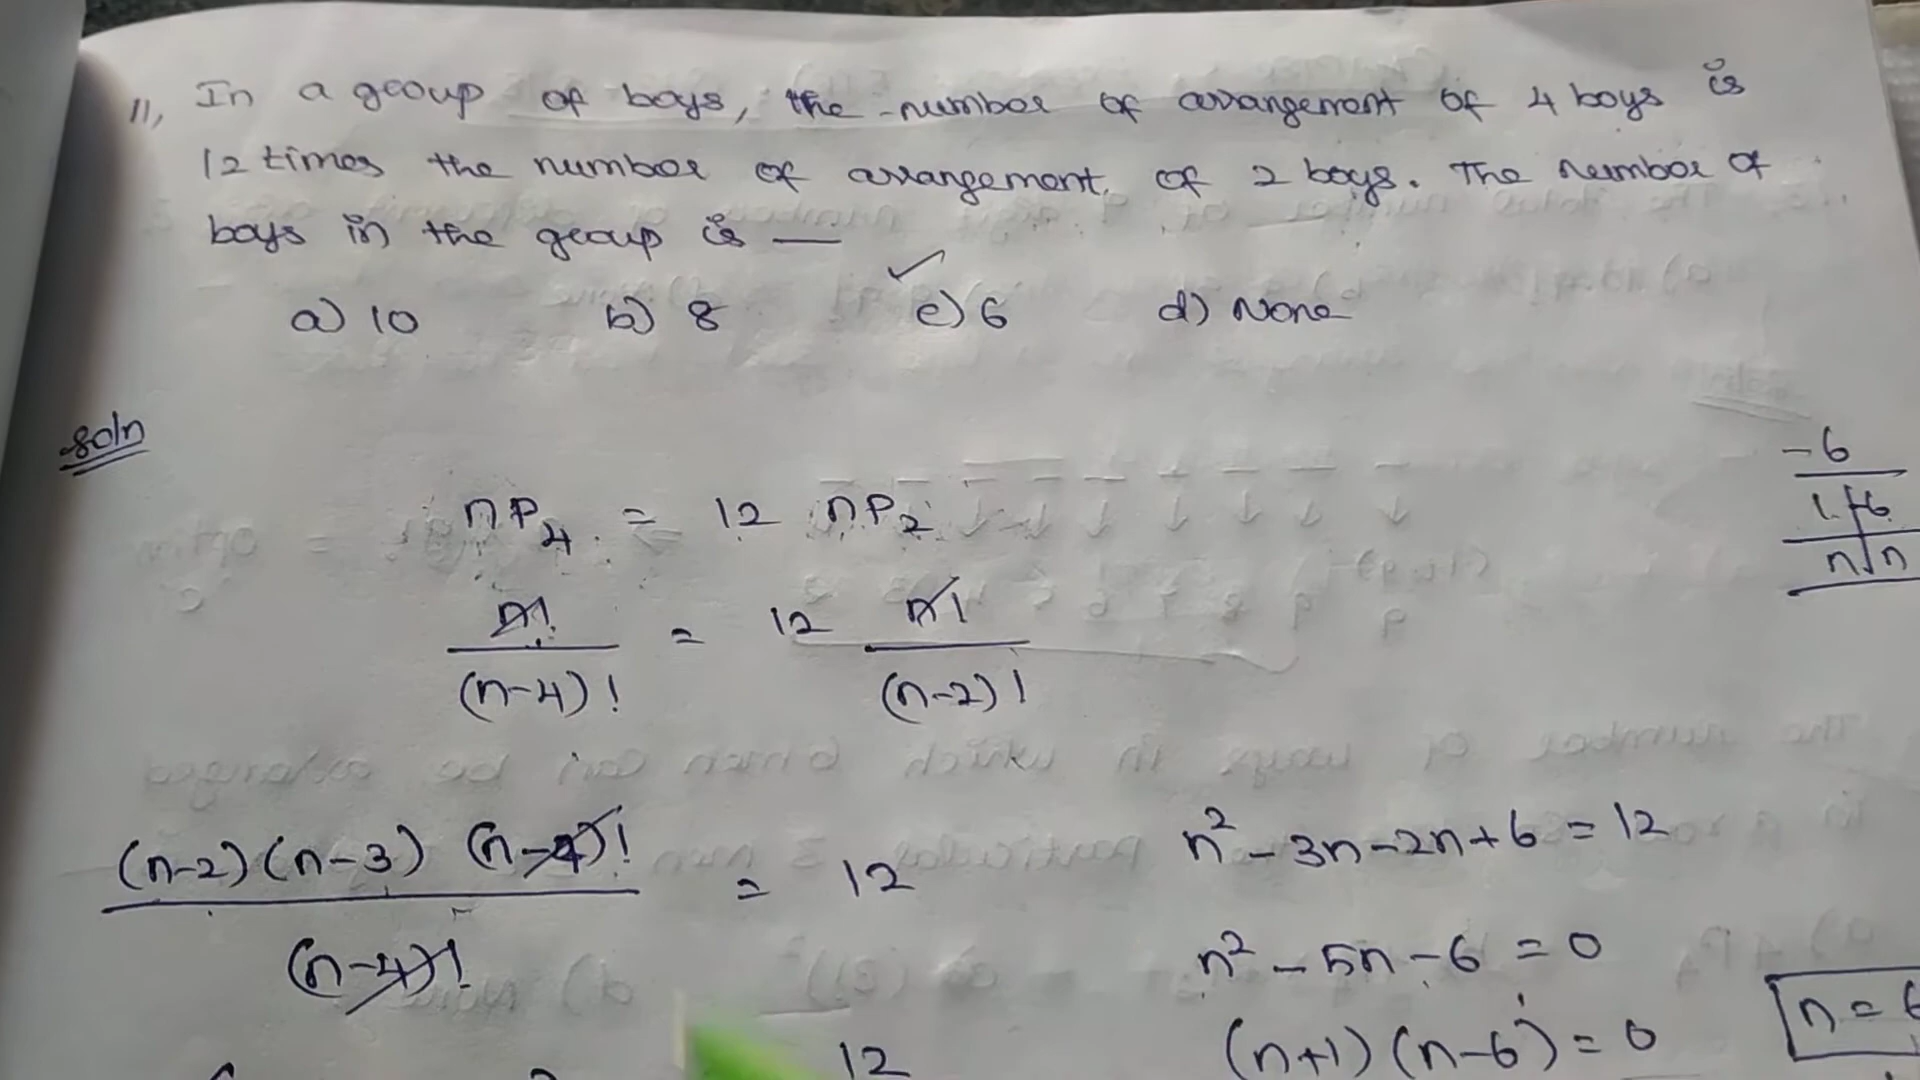 11, In a group of boys, the number of arrangement of 4 boys is
12 times the number of arrangement of 2 boys. The number of
boys in the group is —
a) 10 b) 8 c) 6 d) None
soln
nP4 = 12 nP2
n!/(n-4)! = 12 n!/(n-2)!
(n-2)(n-3)(n-4)!/(n-4)! = 12
12
-6
1 | -6
n | n
n² - 3n - 2n + 6 = 12
n² - 5n - 6 = 0
(n+1)(n-6) = 0
n = 6